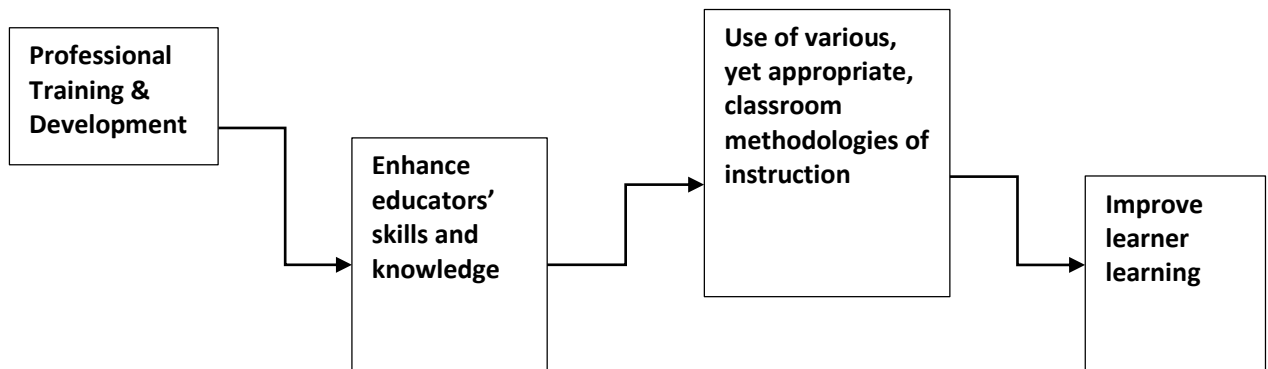 Professional
Training &
Development
Enhance
educators’
skills and
knowledge
Use of various,
yet appropriate,
classroom
methodologies of
instruction
Improve
learner
learning